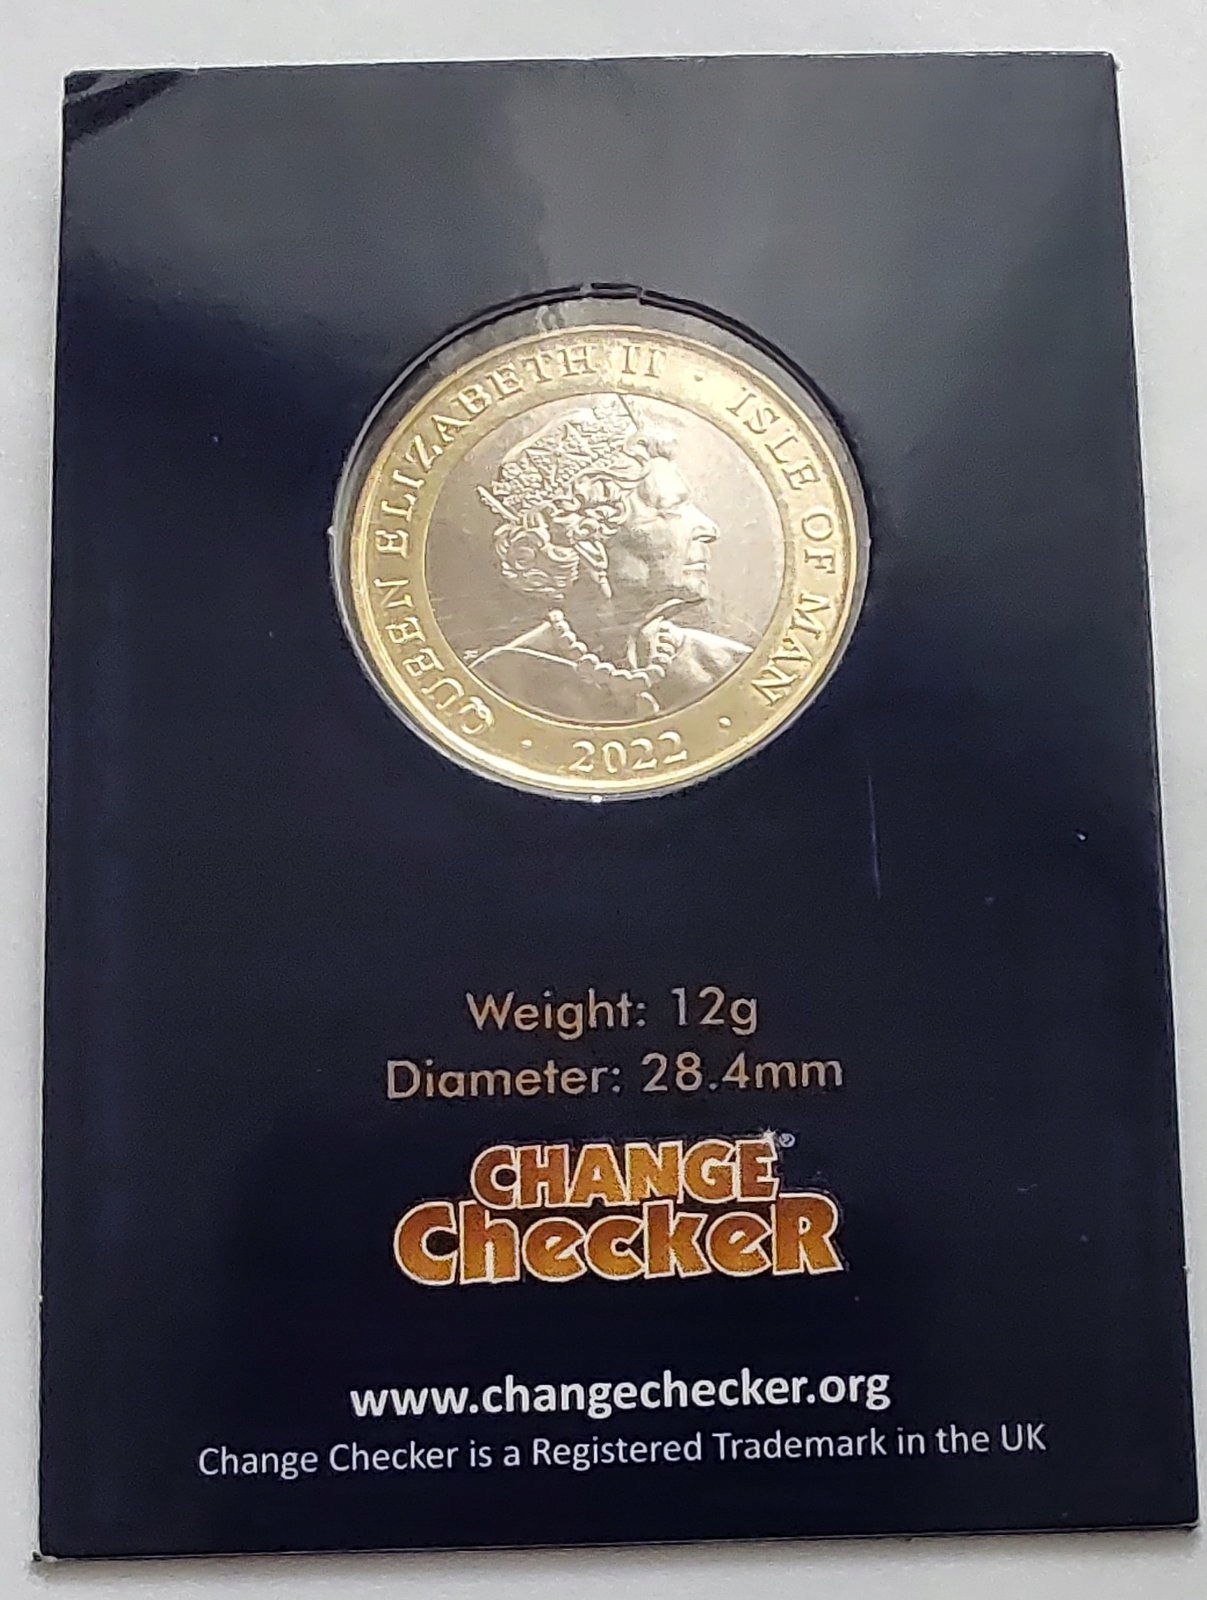 QUEEN ELIZABETH II · ISLE OF MAN
· 2022 ·
Weight: 12g
Diameter: 28.4mm
CHANGE®
CheckeR
www.changechecker.org
Change Checker is a Registered Trademark in the UK